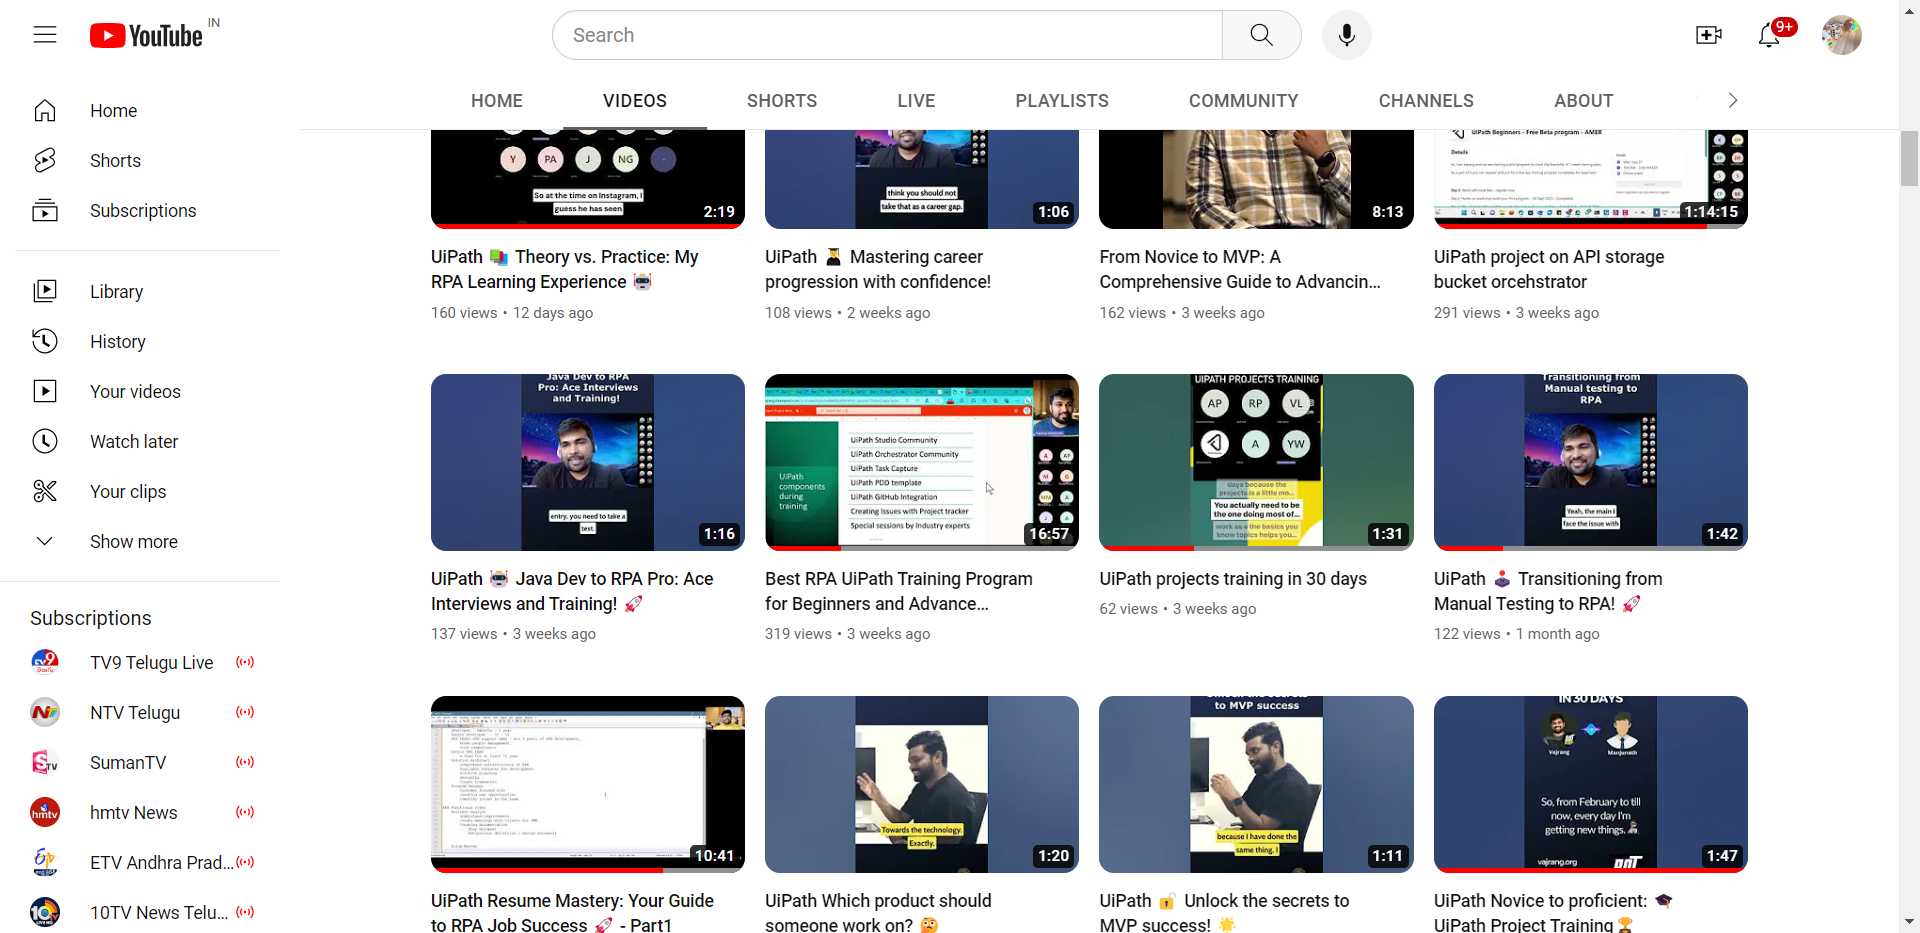 YouTube IN
Search
9+
HOME VIDEOS SHORTS LIVE PLAYLISTS COMMUNITY CHANNELS ABOUT
Home
Shorts
Subscriptions
Library
History
Your videos
Watch later
Your clips
Show more
Subscriptions
TV9 Telugu Live
NTV Telugu
SumanTV
hmtv News
ETV Andhra Prad...
10TV News Telu...
Y PA J NG
So at the time on Instagram, I
guess he has seen
2:19
UiPath 📚 Theory vs. Practice: My
RPA Learning Experience 🤖
160 views • 12 days ago
think you should not
take that as a career gap.
1:06
UiPath 👨‍🎓 Mastering career
progression with confidence!
108 views • 2 weeks ago
8:13
From Novice to MVP: A
Comprehensive Guide to Advancin...
162 views • 3 weeks ago
UiPath Beginners - Free Beta program - AMER
Details
1:14:15
UiPath project on API storage
bucket orcehstrator
291 views • 3 weeks ago
Java Dev to RPA
Pro: Ace Interviews
and Training!
entry, you need to take a
test.
1:16
UiPath 🤖 Java Dev to RPA Pro: Ace
Interviews and Training! 🚀
137 views • 3 weeks ago
UiPath
components
during
training
UiPath Studio Community
UiPath Orchestrator Community
UiPath Task Capture
UiPath PDD template
UiPath GitHub Integration
Creating Issues with Project tracker
Special sessions by Industry experts
16:57
Best RPA UiPath Training Program
for Beginners and Advance...
319 views • 3 weeks ago
UIPATH PROJECTS TRAINING
AP RP VL
A YW
days because the
projects is a little mo...
You actually need to be
the one doing most of...
work as a the basics you
know topics helps you...
1:31
UiPath projects training in 30 days
62 views • 3 weeks ago
Transitioning from
Manual testing to
RPA
Yeah, the main I
face the issue with
1:42
UiPath 🕹️ Transitioning from
Manual Testing to RPA! 🚀
122 views • 1 month ago
10:41
UiPath Resume Mastery: Your Guide
to RPA Job Success 🚀 - Part1
Towards the technology.
Exactly.
1:20
UiPath Which product should
someone work on? 🤔
to MVP success
because I have done the
same thing. I
1:11
UiPath 🔓 Unlock the secrets to
MVP success! 🌟
IN 30 DAYS
Vajrang Manjunath
So, from February to till
now, every day I'm
getting new things.
vajrang.org
1:47
UiPath Novice to proficient: 🎓
UiPath Project Training 🏆